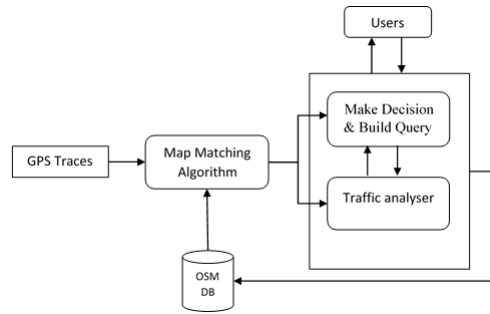 Users
Make Decision
& Build Query
GPS Traces
Map Matching
Algorithm
Traffic analyser
OSM
DB